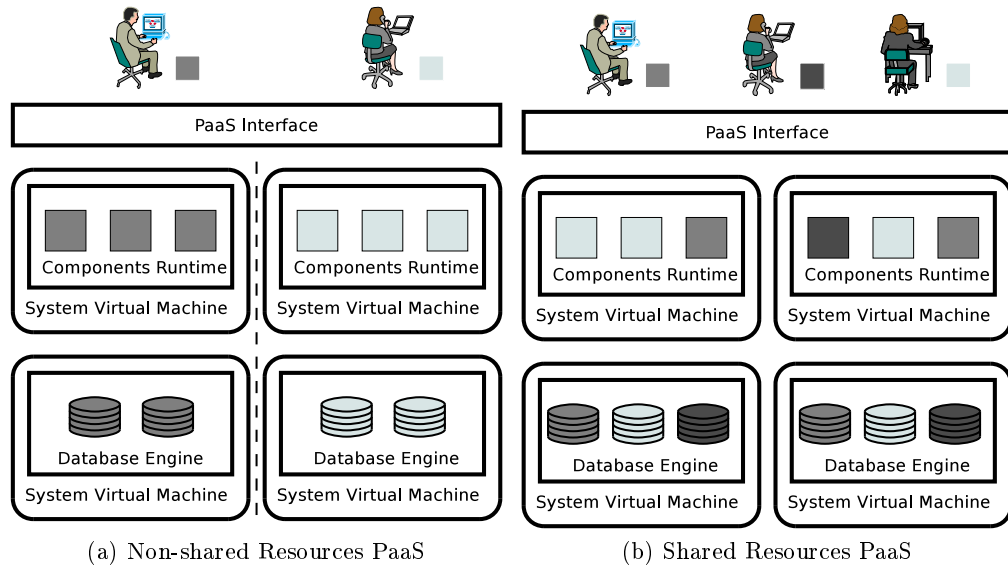 PaaS Interface
Components Runtime
System Virtual Machine
Components Runtime
System Virtual Machine
Database Engine
System Virtual Machine
Database Engine
System Virtual Machine
(a) Non-shared Resources PaaS
PaaS Interface
Components Runtime
System Virtual Machine
Components Runtime
System Virtual Machine
Database Engine
System Virtual Machine
Database Engine
System Virtual Machine
(b) Shared Resources PaaS